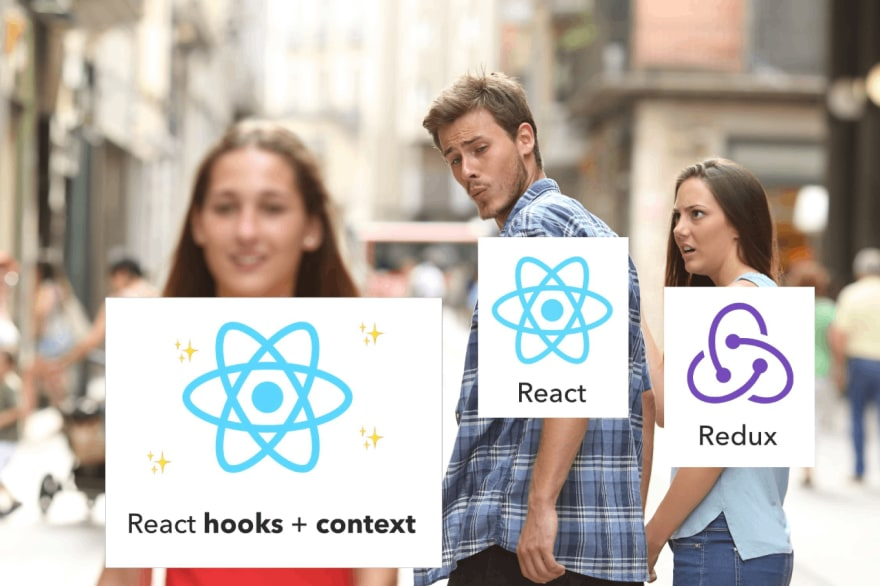 React hooks + context
React
Redux